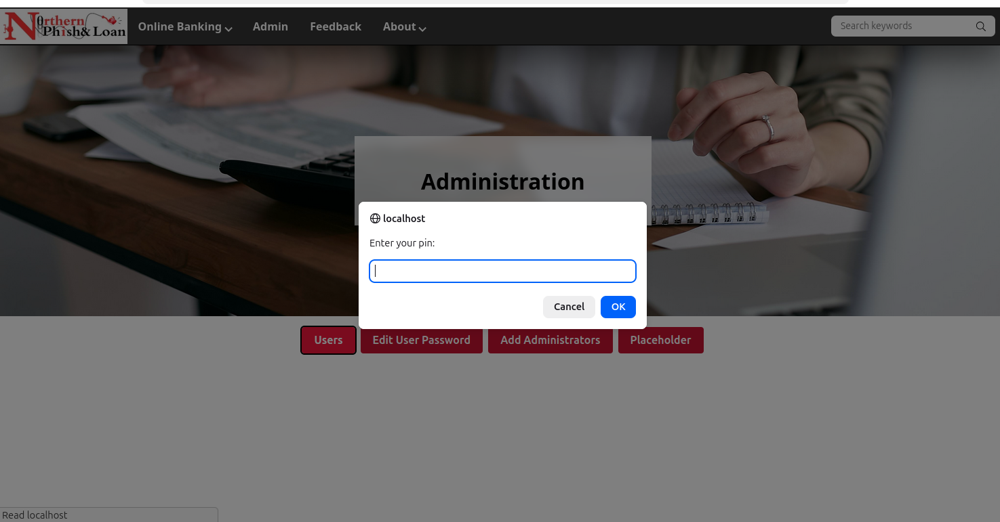 Northern
Phish& Loan
Online Banking
Admin
Feedback
About
Search keywords
Administration
localhost
Enter your pin:
Cancel
OK
Users
Edit User Password
Add Administrators
Placeholder
Read localhost